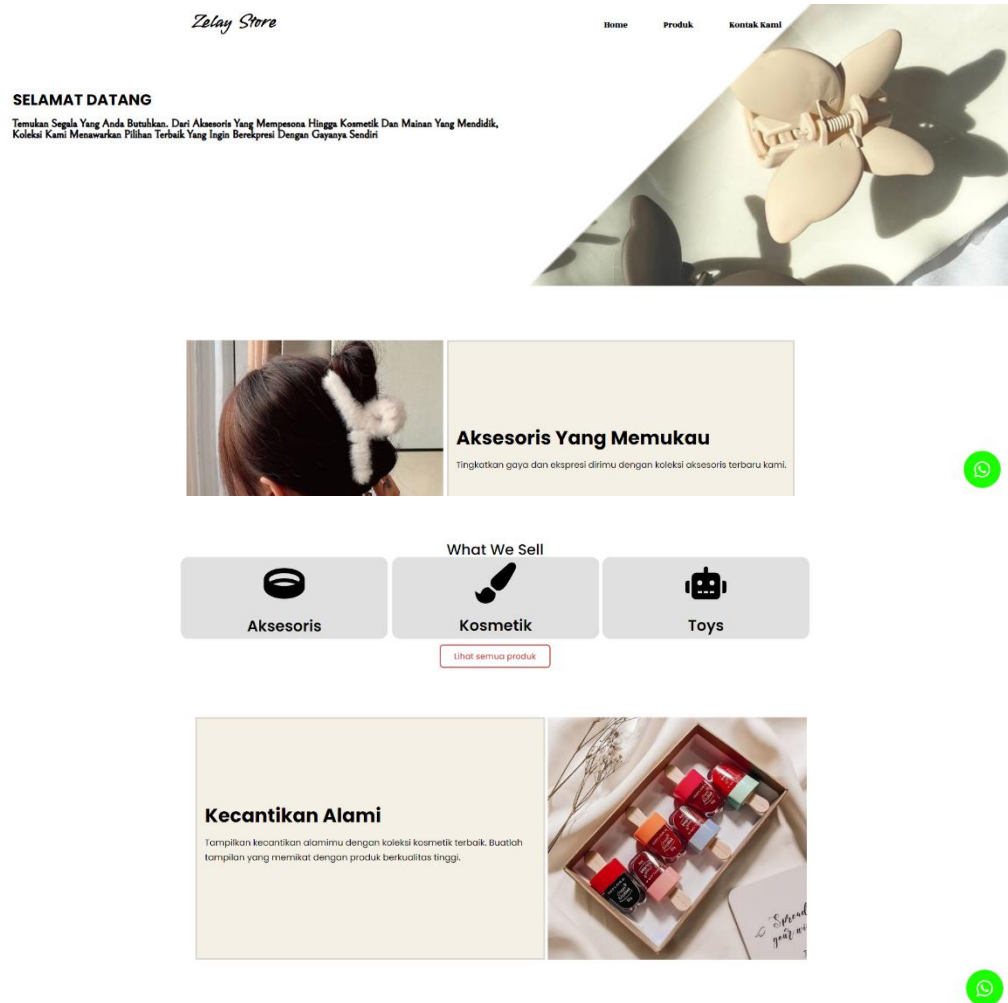 Zelay Store
Home Produk Kontak Kami
SELAMAT DATANG
Temukan Segala Yang Anda Butuhkan. Dari Aksesoris Yang Mempesona Hingga Kosmetik Dan Mainan Yang Mendidik,
Koleksi Kami Menawarkan Pilihan Terbaik Yang Ingin Berekpresi Dengan Gayanya Sendiri
Aksesoris Yang Memukau
Tingkatkan gaya dan ekspresi dirimu dengan koleksi aksesoris terbaru kami.
What We Sell
Aksesoris
Kosmetik
Toys
Lihat semua produk
Kecantikan Alami
Tampilkan kecantikan alamimu dengan koleksi kosmetik terbaik. Buatlah
tampilan yang memikat dengan produk berkualitas tinggi.
Spread
your wi